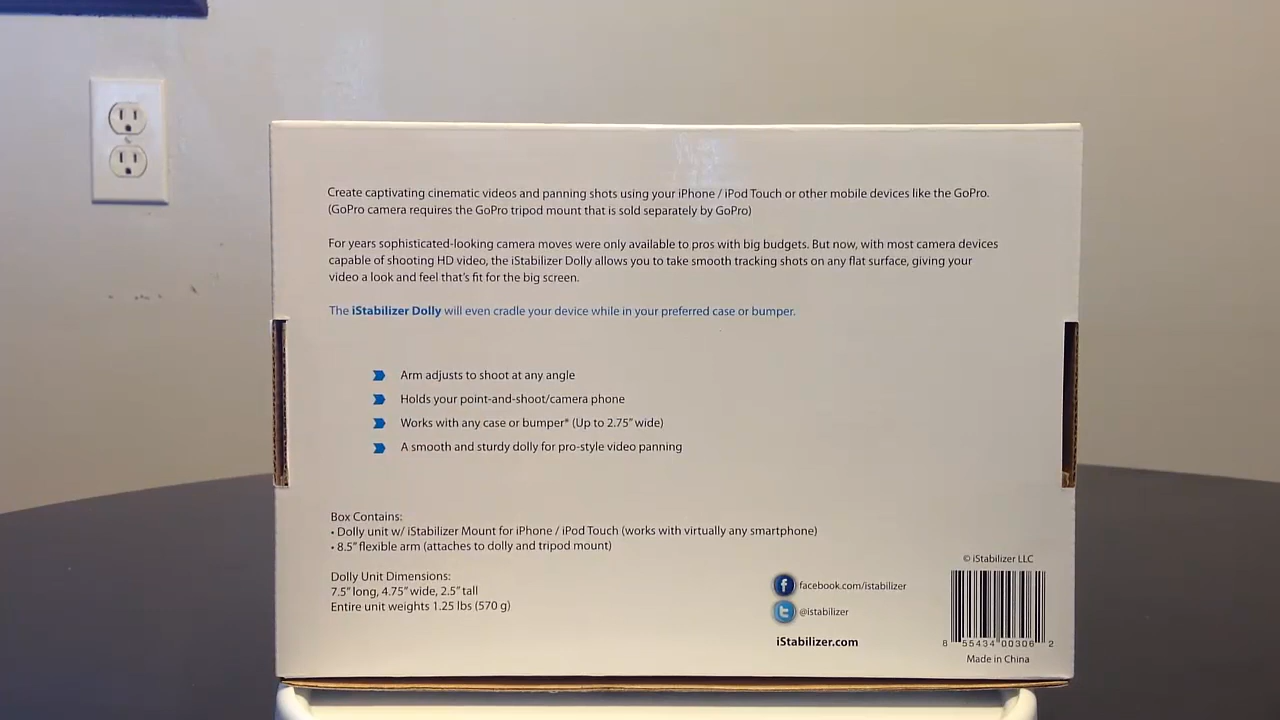 Create captivating cinematic videos and panning shots using your iPhone / iPod Touch or other mobile devices like the GoPro.
(GoPro camera requires the GoPro tripod mount that is sold separately by GoPro)
For years sophisticated-looking camera moves were only available to pros with big budgets. But now, with most camera devices
capable of shooting HD video, the iStabilizer Dolly allows you to take smooth tracking shots on any flat surface, giving your
video a look and feel that's fit for the big screen.
The iStabilizer Dolly will even cradle your device while in your preferred case or bumper.
Arm adjusts to shoot at any angle
Holds your point-and-shoot/camera phone
Works with any case or bumper* (Up to 2.75" wide)
A smooth and sturdy dolly for pro-style video panning
Box Contains:
• Dolly unit w/ iStabilizer Mount for iPhone / iPod Touch (works with virtually any smartphone)
• 8.5" flexible arm (attaches to dolly and tripod mount)
Dolly Unit Dimensions:
7.5" long, 4.75" wide, 2.5" tall
Entire unit weights 1.25 lbs (570 g)
f facebook.com/istabilizer
t @istabilizer
iStabilizer.com
© iStabilizer LLC
8 55434 00306 2
Made in China